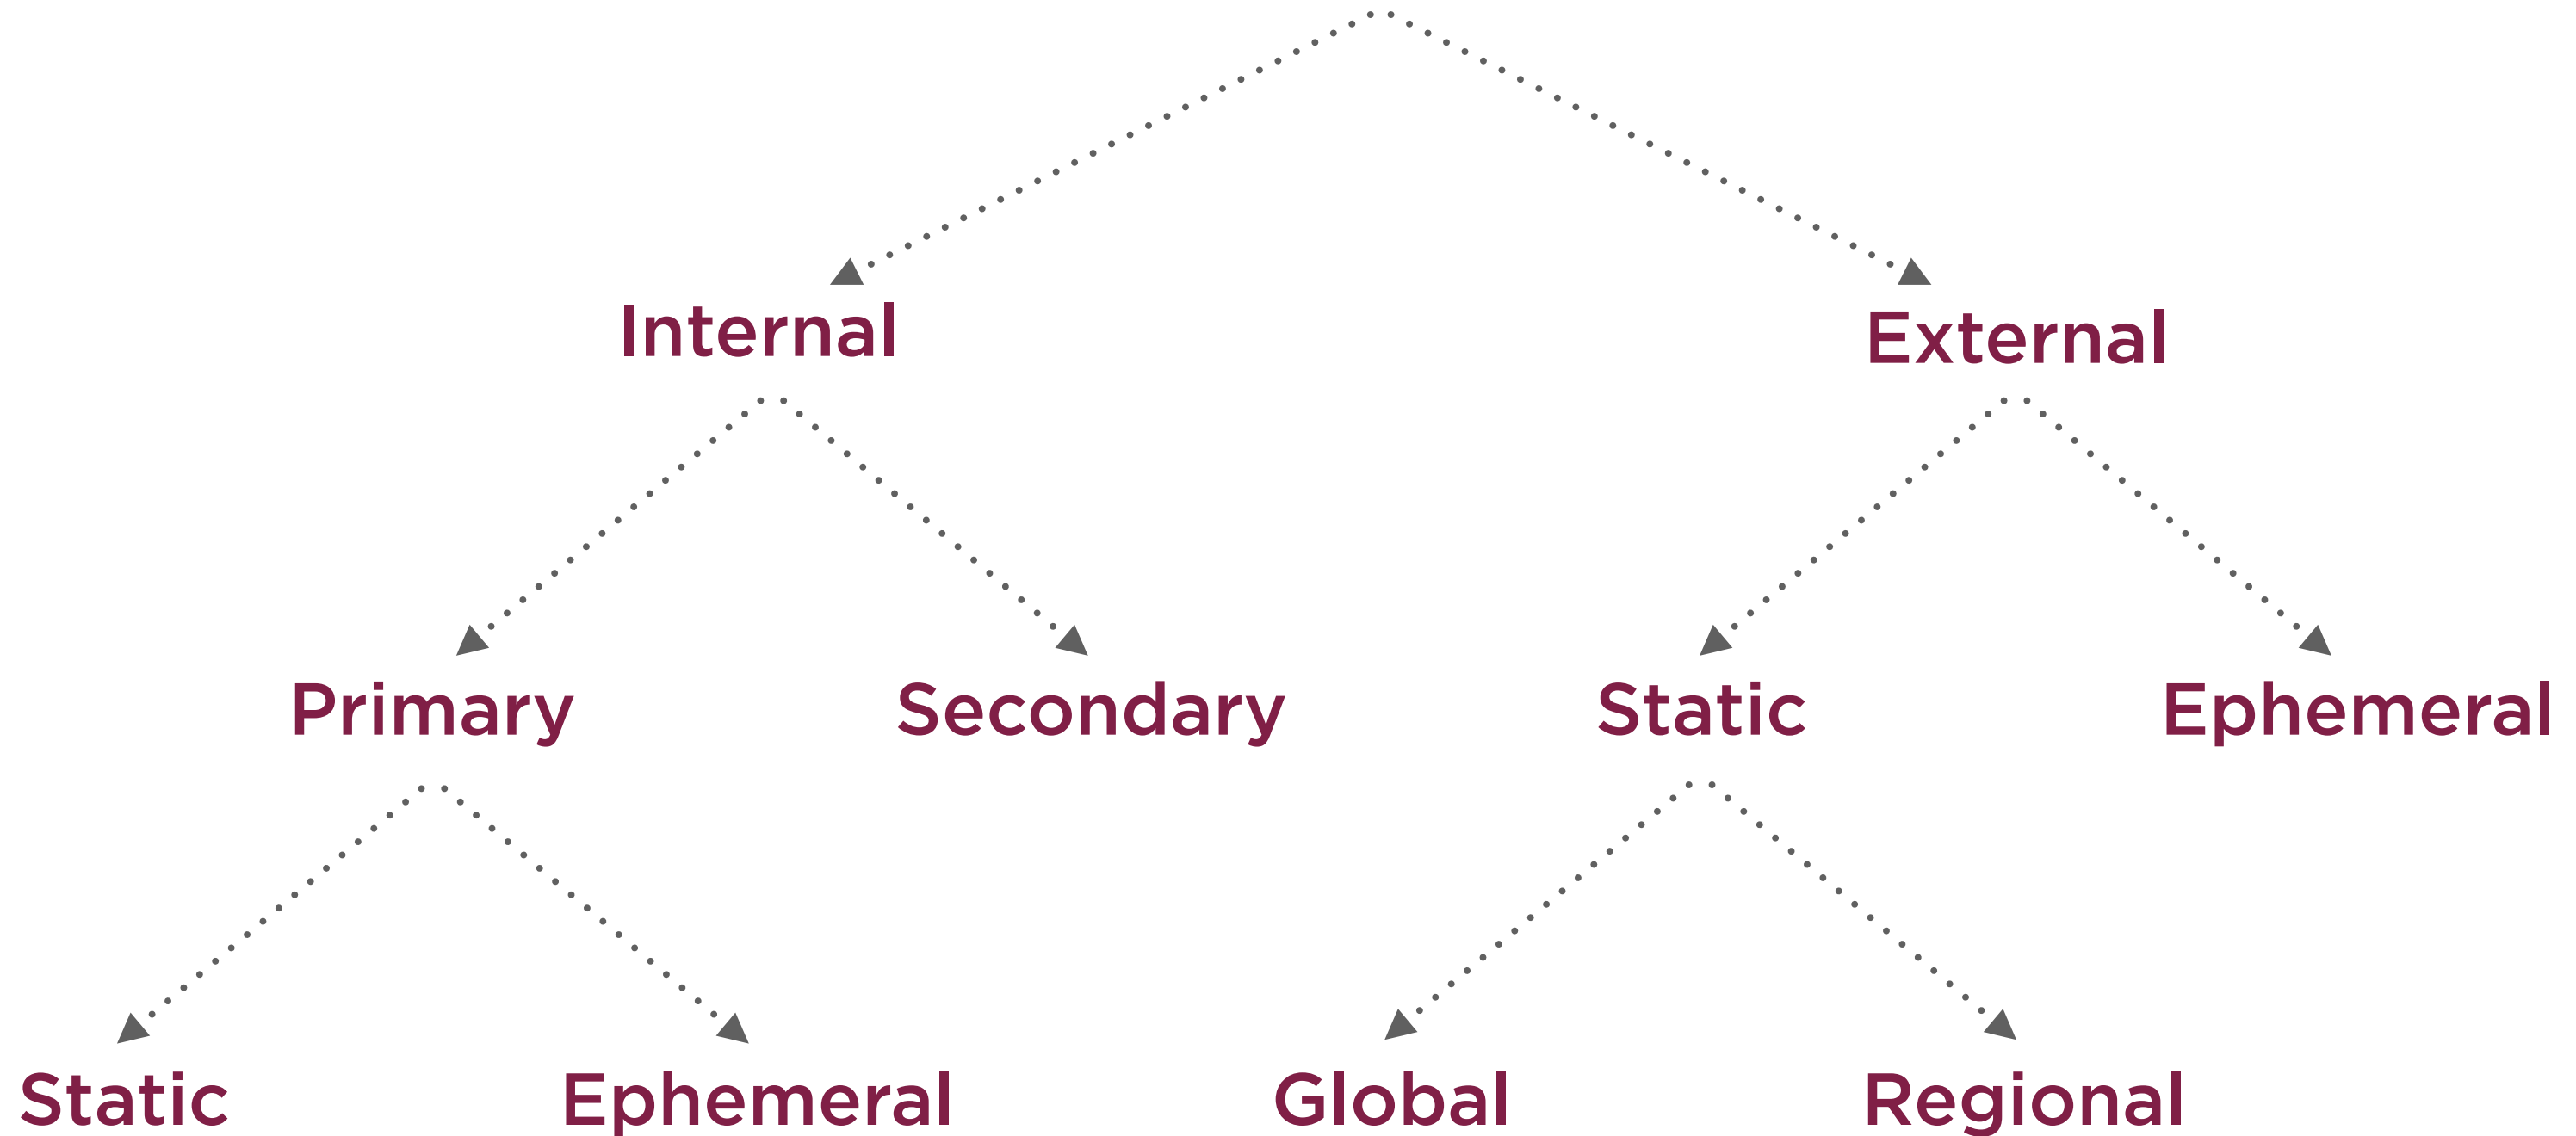 Internal
External
Primary
Secondary
Static
Ephemeral
Static
Ephemeral
Global
Regional